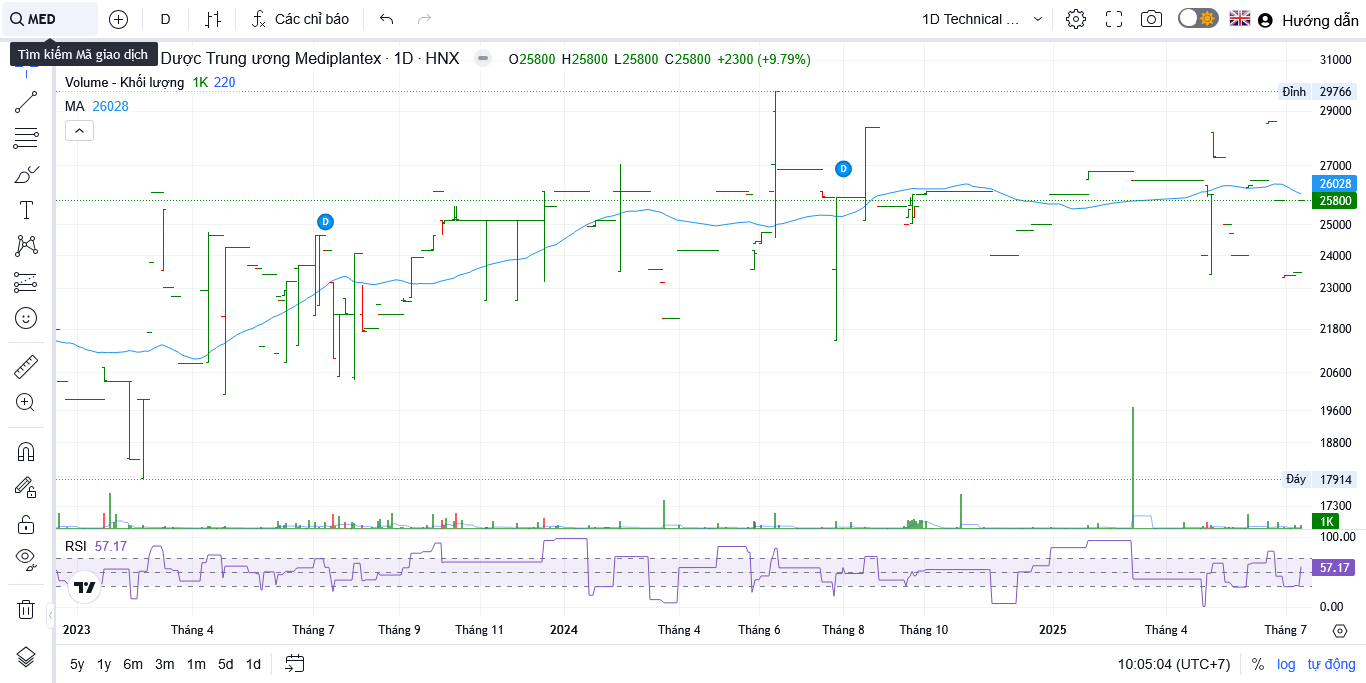 MED
D
Các chỉ báo
1D Technical ...
Hướng dẫn
Tìm kiếm Mã giao dịch
Dược Trung ương Mediplantex · 1D · HNX
O25800 H25800 L25800 C25800 +2300 (+9.79%)
Volume - Khối lượng 1K 220
MA 26028
31000
Đỉnh 29766
29000
27000
26028
25800
25000
24000
23000
21800
20600
19600
18800
Đáy 17914
17300
1K
D
D
RSI 57.17
100.00
57.17
0.00
2023 Tháng 4 Tháng 7 Tháng 9 Tháng 11 2024 Tháng 4 Tháng 6 Tháng 8 Tháng 10 2025 Tháng 4 Tháng 7
5y 1y 6m 3m 1m 5d 1d
10:05:04 (UTC+7) % log tự động